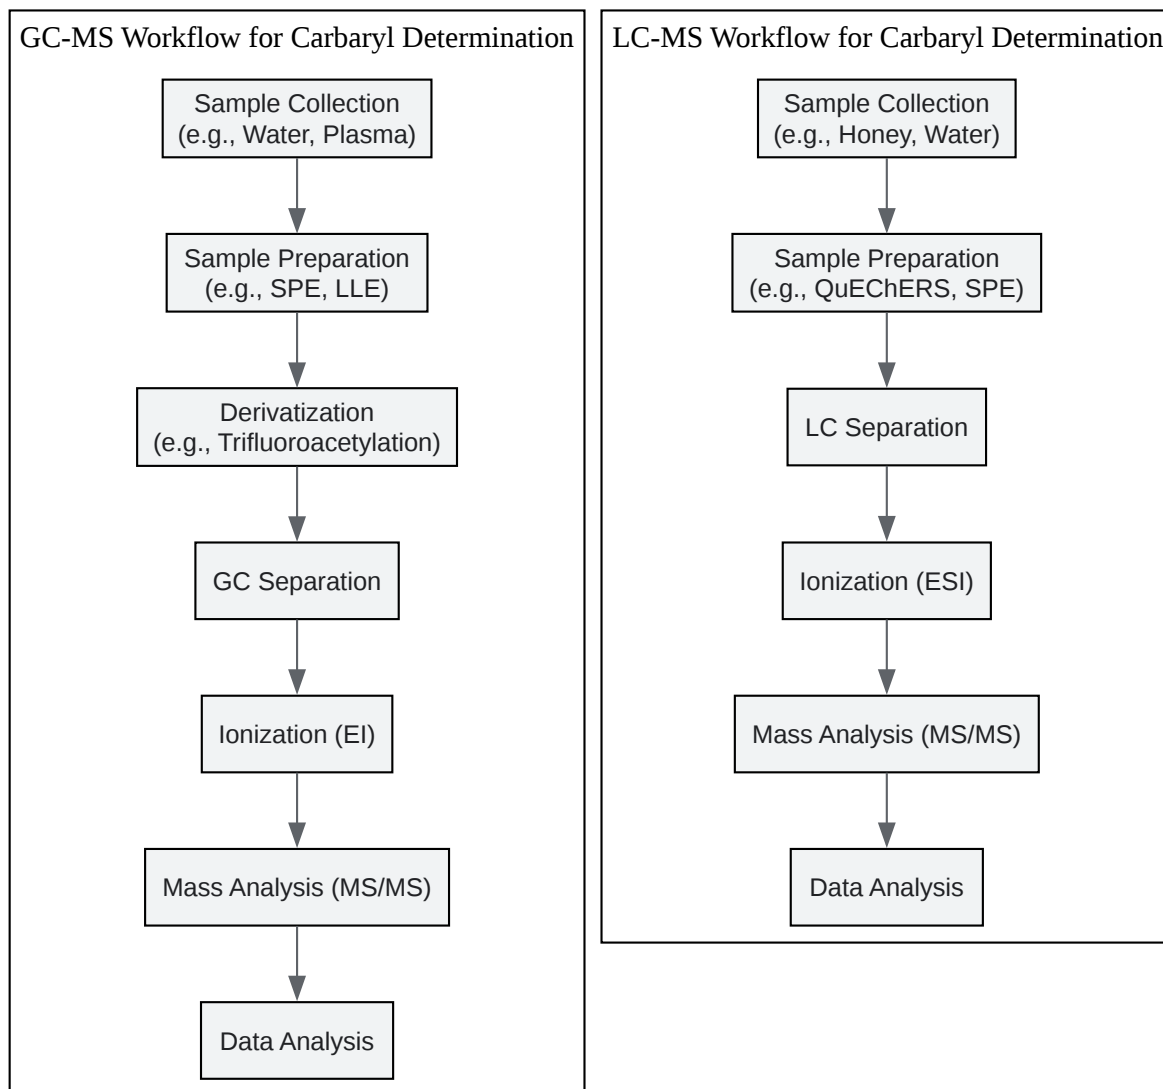 GC-MS Workflow for Carbaryl Determination
Sample Collection
(e.g., Water, Plasma)
Sample Preparation
(e.g., SPE, LLE)
Derivatization
(e.g., Trifluoroacetylation)
GC Separation
Ionization (EI)
Mass Analysis (MS/MS)
Data Analysis
LC-MS Workflow for Carbaryl Determination
Sample Collection
(e.g., Honey, Water)
Sample Preparation
(e.g., QuEChERS, SPE)
LC Separation
Ionization (ESI)
Mass Analysis (MS/MS)
Data Analysis